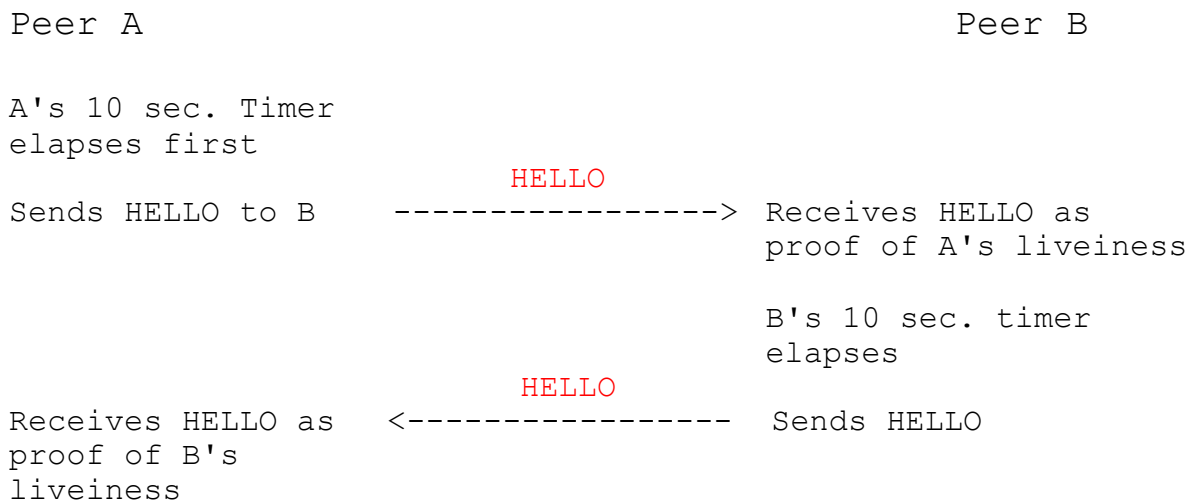 Peer A Peer B
A's 10 sec. Timer
elapses first
HELLO
Sends HELLO to B -----------------> Receives HELLO as
proof of A's liveiness
B's 10 sec. timer
elapses
HELLO
Receives HELLO as <----------------- Sends HELLO
proof of B's
liveiness